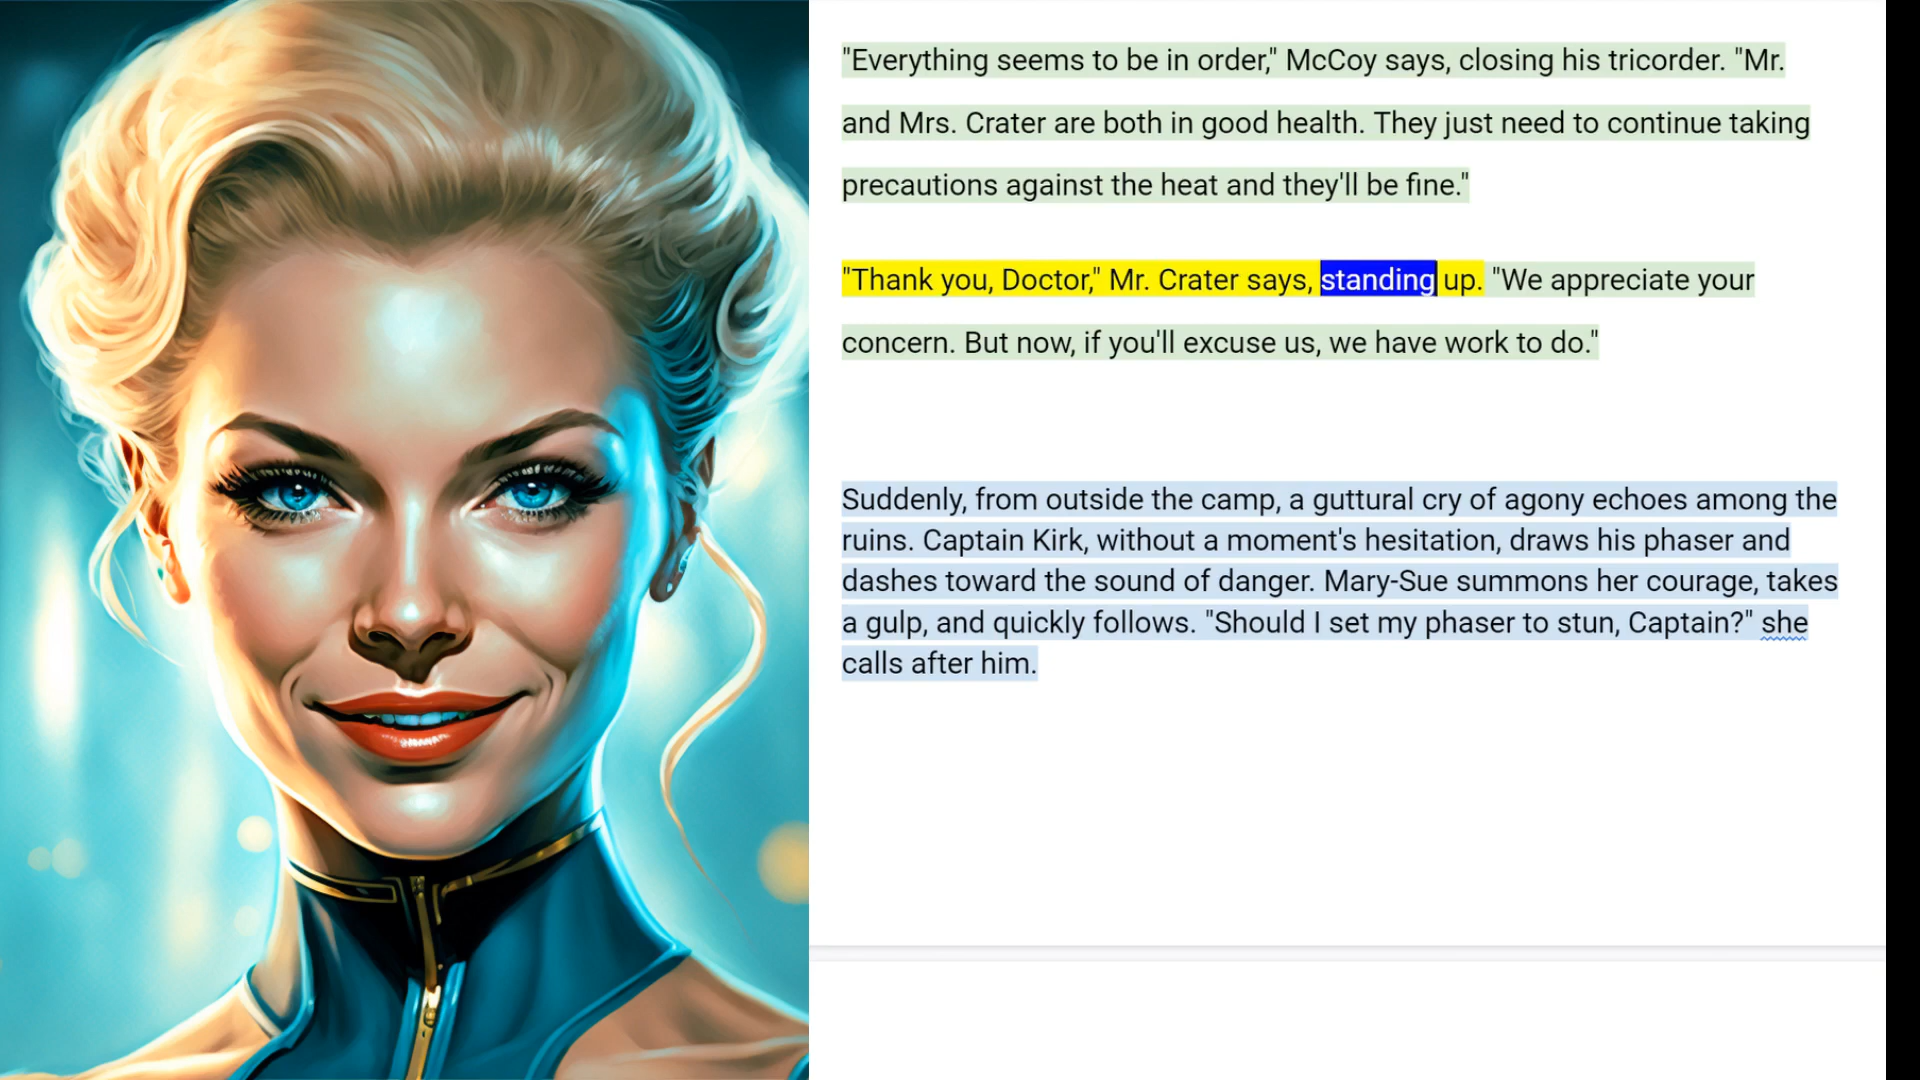 "Everything seems to be in order," McCoy says, closing his tricorder. "Mr.
and Mrs. Crater are both in good health. They just need to continue taking
precautions against the heat and they'll be fine."
"Thank you, Doctor," Mr. Crater says, standing up. "We appreciate your
concern. But now, if you'll excuse us, we have work to do."
Suddenly, from outside the camp, a guttural cry of agony echoes among the
ruins. Captain Kirk, without a moment's hesitation, draws his phaser and
dashes toward the sound of danger. Mary-Sue summons her courage, takes
a gulp, and quickly follows. "Should I set my phaser to stun, Captain?" she
calls after him.